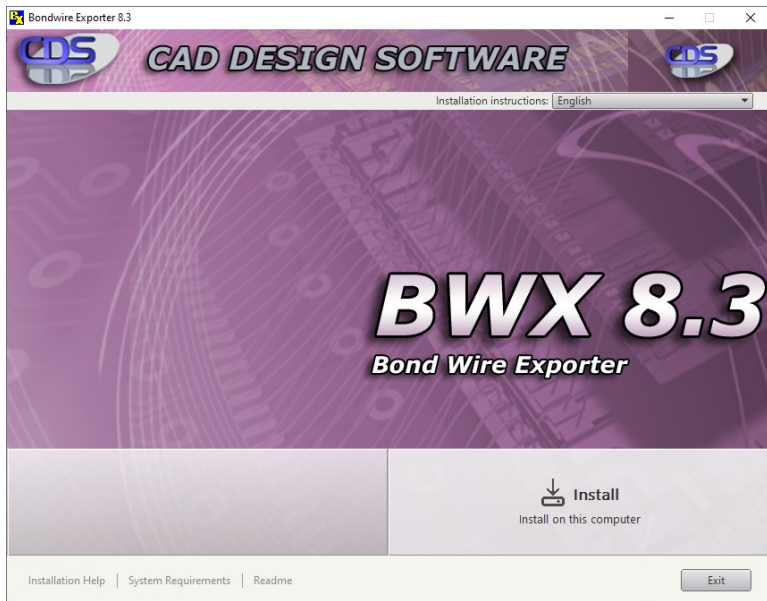 Bondwire Exporter 8.3
CDS CAD DESIGN SOFTWARE CDS
Installation instructions: English
BWX 8.3
Bond Wire Exporter
Install
Install on this computer
Installation Help | System Requirements | Readme
Exit